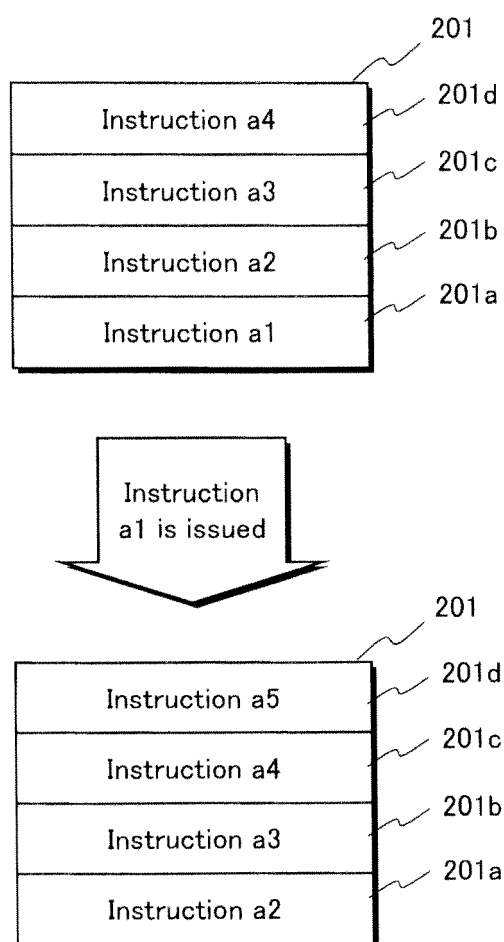 201
201d
Instruction a4
201c
Instruction a3
201b
Instruction a2
201a
Instruction a1
Instruction
a1 is issued
201
201d
Instruction a5
201c
Instruction a4
201b
Instruction a3
201a
Instruction a2